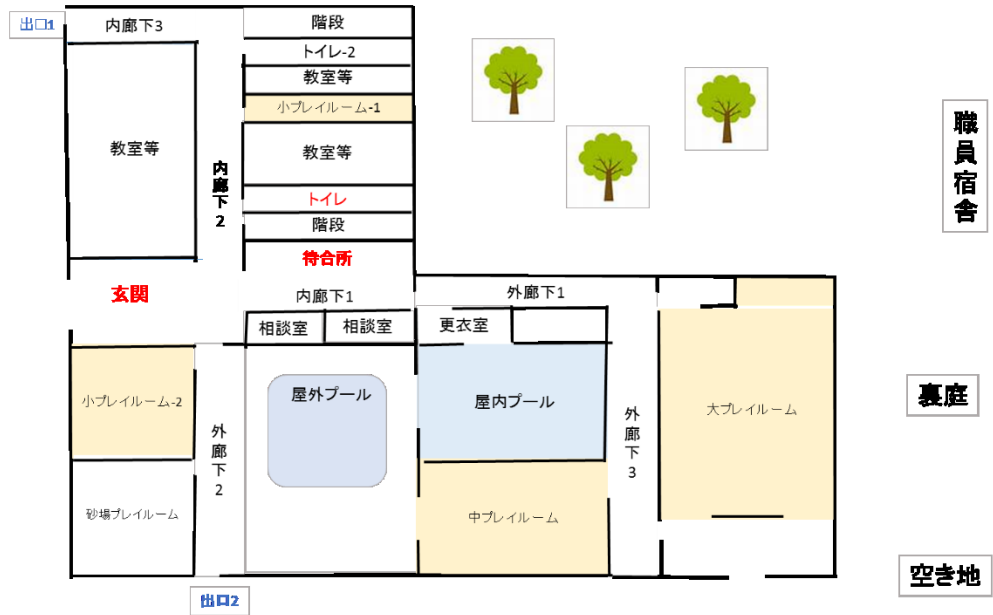 出口1
内廊下3
階段
トイレ-2
教室等
小プレイルーム-1
教室等
教室等
内廊下2
トイレ
階段
待合所
玄関
内廊下1
外廊下1
相談室
相談室
更衣室
小プレイルーム-2
屋外プール
屋内プール
大プレイルーム
外廊下2
外廊下3
砂場プレイルーム
中プレイルーム
出口2
職員宿舎
裏庭
空き地